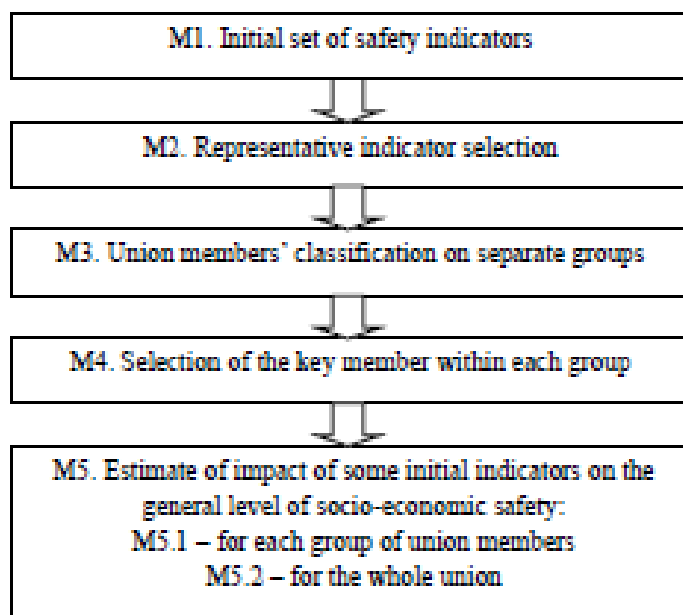 M1. Initial set of safety indicators
M2. Representative indicator selection
M3. Union members' classification on separate groups
M4. Selection of the key member within each group
M5. Estimate of impact of some initial indicators on the
general level of socio-economic safety:
M5.1 – for each group of union members
M5.2 – for the whole union